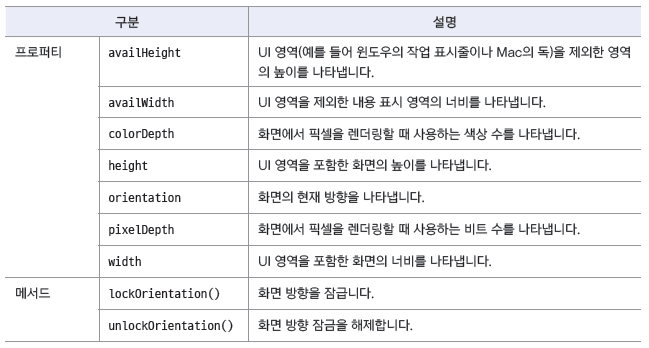 구분 설명
프로퍼티 availHeight UI 영역(예를 들어 윈도우의 작업 표시줄이나 Mac의 독)을 제외한 영역
의 높이를 나타냅니다.
availWidth UI 영역을 제외한 내용 표시 영역의 너비를 나타냅니다.
colorDepth 화면에서 픽셀을 렌더링할 때 사용하는 색상 수를 나타냅니다.
height UI 영역을 포함한 화면의 높이를 나타냅니다.
orientation 화면의 현재 방향을 나타냅니다.
pixelDepth 화면에서 픽셀을 렌더링할 때 사용하는 비트 수를 나타냅니다.
width UI 영역을 포함한 화면의 너비를 나타냅니다.
메서드 lockOrientation() 화면 방향을 잠급니다.
unlockOrientation() 화면 방향 잠금을 해제합니다.